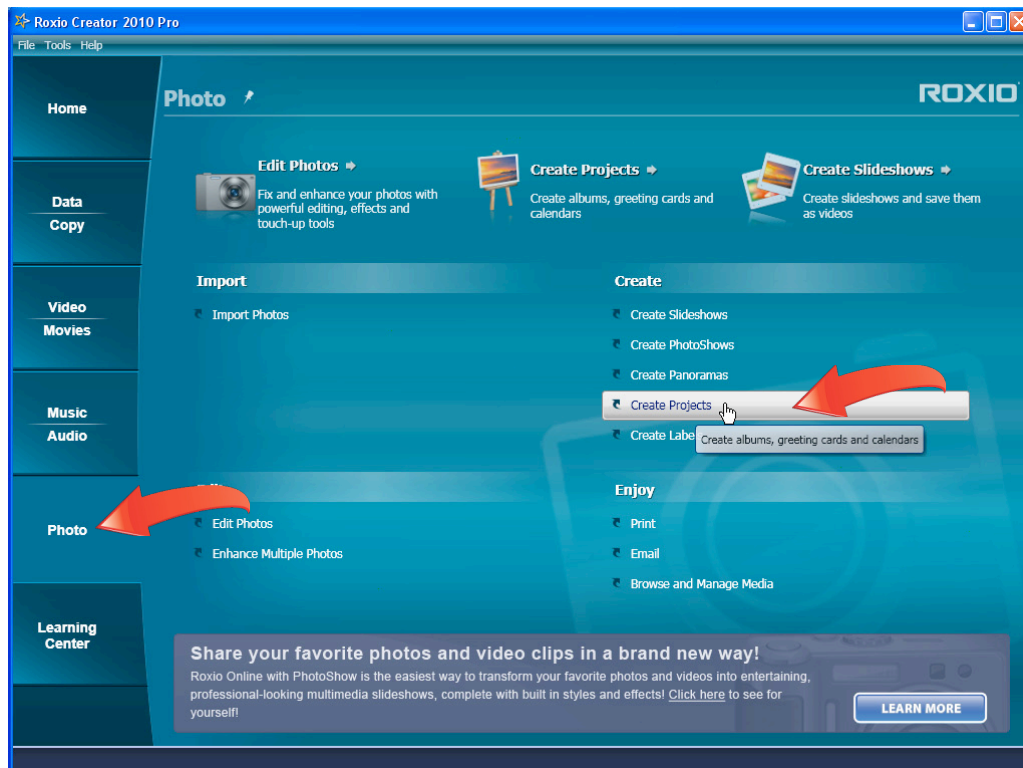 Roxio Creator 2010 Pro
File Tools Help
Home
Data
Copy
Video
Movies
Music
Audio
Photo
Learning
Center
Photo
ROXIO
Edit Photos
Fix and enhance your photos with
powerful editing, effects and
touch-up tools
Create Projects
Create albums, greeting cards and
calendars
Create Slideshows
Create slideshows and save them
as videos
Import
Import Photos
Create
Create Slideshows
Create PhotoShows
Create Panoramas
Create Projects
Create Labe
Create albums, greeting cards and calendars
Edit Photos
Enhance Multiple Photos
Enjoy
Print
Email
Browse and Manage Media
Share your favorite photos and video clips in a brand new way!
Roxio Online with PhotoShow is the easiest way to transform your favorite photos and videos into entertaining,
professional-looking multimedia slideshows, complete with built in styles and effects! Click here to see for
yourself!
LEARN MORE